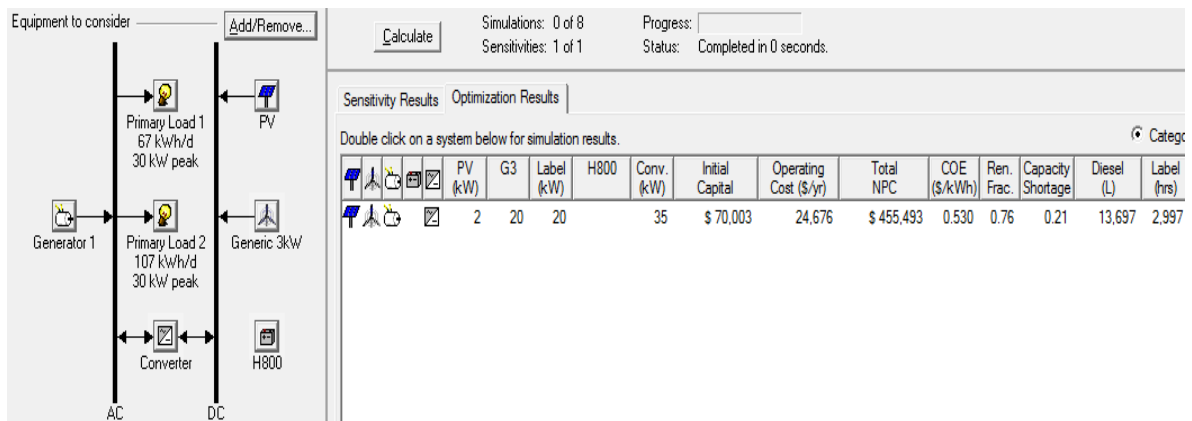 Equipment to consider
Add/Remove...
Primary Load 1
67 kWh/d
30 kW peak
PV
Generator 1
Primary Load 2
107 kWh/d
30 kW peak
Generic 3kW
Converter
H800
AC
DC
Calculate
Simulations: 0 of 8
Progress:
Sensitivities: 1 of 1
Status: Completed in 0 seconds.
Sensitivity Results
Optimization Results
Double click on a system below for simulation results.
Catego
PV (kW) G3 Label (kW) H800 Conv. (kW) Initial Capital Operating Cost ($/yr) Total NPC COE ($/kWh) Ren. Frac. Capacity Shortage Diesel (L) Label (hrs)
2 20 20 35 $ 70,003 24,676 $ 455,493 0.530 0.76 0.21 13,697 2,997